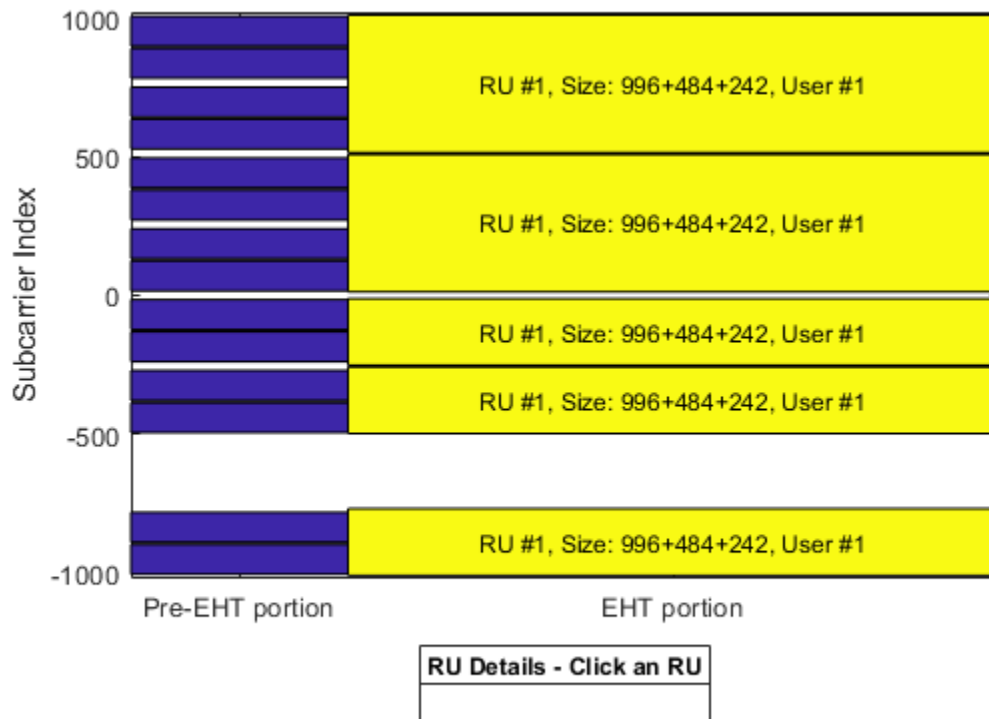 1000
RU #1, Size: 996+484+242, User #1
500
RU #1, Size: 996+484+242, User #1
0
RU #1, Size: 996+484+242, User #1
RU #1, Size: 996+484+242, User #1
-500
RU #1, Size: 996+484+242, User #1
-1000
Subcarrier Index
Pre-EHT portion
EHT portion
RU Details - Click an RU